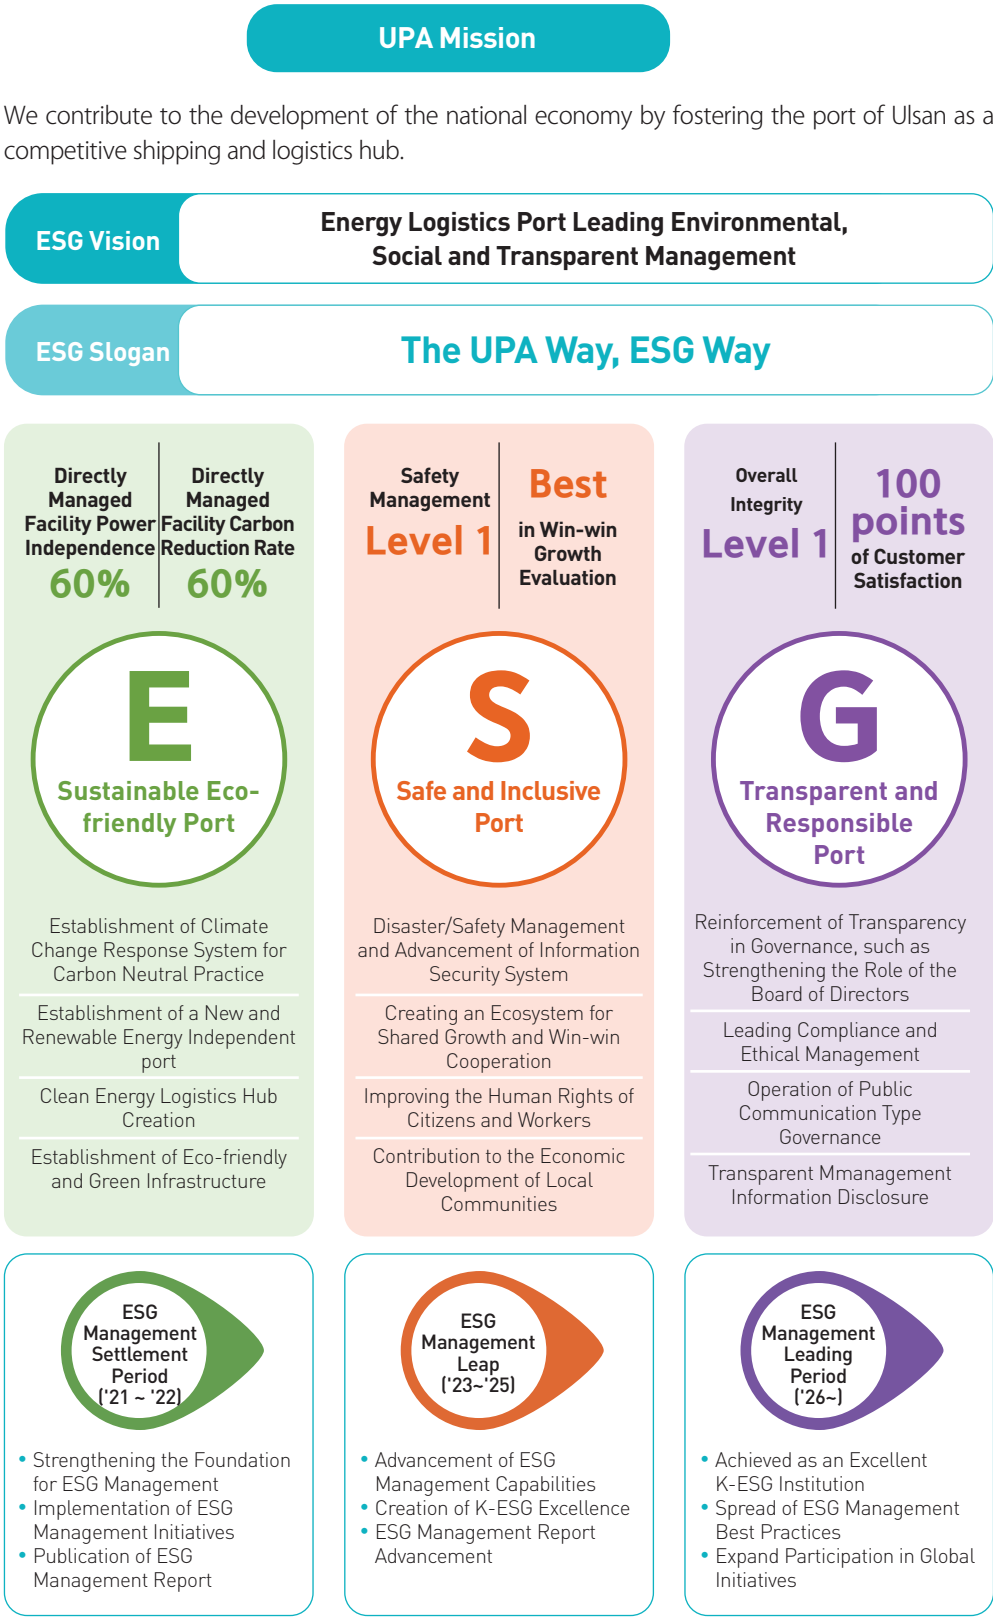 UPA Mission
We contribute to the development of the national economy by fostering the port of Ulsan as a
competitive shipping and logistics hub.
ESG Vision
Energy Logistics Port Leading Environmental,
Social and Transparent Management
ESG Slogan
The UPA Way, ESG Way
Directly
Managed
Facility Power
Independence
60%
Directly
Managed
Facility Carbon
Reduction Rate
60%
E
Sustainable Eco-
friendly Port
Establishment of Climate
Change Response System for
Carbon Neutral Practice
Establishment of a New and
Renewable Energy Independent
port
Clean Energy Logistics Hub
Creation
Establishment of Eco-friendly
and Green Infrastructure
Safety
Management
Level 1
Best
in Win-win
Growth
Evaluation
S
Safe and Inclusive
Port
Disaster/Safety Management
and Advancement of Information
Security System
Creating an Ecosystem for
Shared Growth and Win-win
Cooperation
Improving the Human Rights of
Citizens and Workers
Contribution to the Economic
Development of Local
Communities
Overall
Integrity
Level 1
100
points
of Customer
Satisfaction
G
Transparent and
Responsible
Port
Reinforcement of Transparency
in Governance, such as
Strengthening the Role of the
Board of Directors
Leading Compliance and
Ethical Management
Operation of Public
Communication Type
Governance
Transparent Mmanagement
Information Disclosure
ESG
Management
Settlement
Period
('21 ~ '22)
• Strengthening the Foundation
for ESG Management
• Implementation of ESG
Management Initiatives
• Publication of ESG
Management Report
ESG
Management
Leap
('23~'25)
• Advancement of ESG
Management Capabilities
• Creation of K-ESG Excellence
• ESG Management Report
Advancement
ESG
Management
Leading
Period
('26~)
• Achieved as an Excellent
K-ESG Institution
• Spread of ESG Management
Best Practices
• Expand Participation in Global
Initiatives